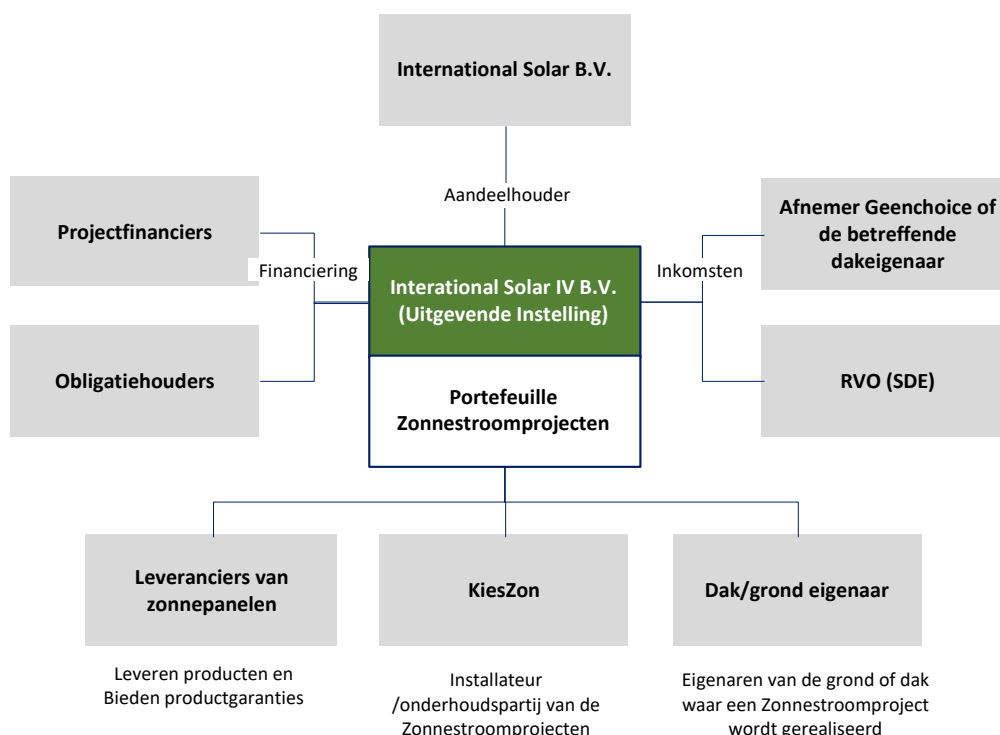 International Solar B.V.
Aandeelhouder
Projectfinanciers
Financiering
Obligatiehouders
Interational Solar IV B.V.
(Uitgevende Instelling)
Portefeuille
Zonnestroomprojecten
Inkomsten
Afnemer Geenchoice of
de betreffende
dakeigenaar
RVO (SDE)
Leveranciers van
zonnepanelen
Leveren producten en
Bieden productgaranties
KiesZon
Installateur
/onderhoudspartij van de
Zonnestroomprojecten
Dak/grond eigenaar
Eigenaren van de grond of dak
waar een Zonnestroomproject
wordt gerealiseerd